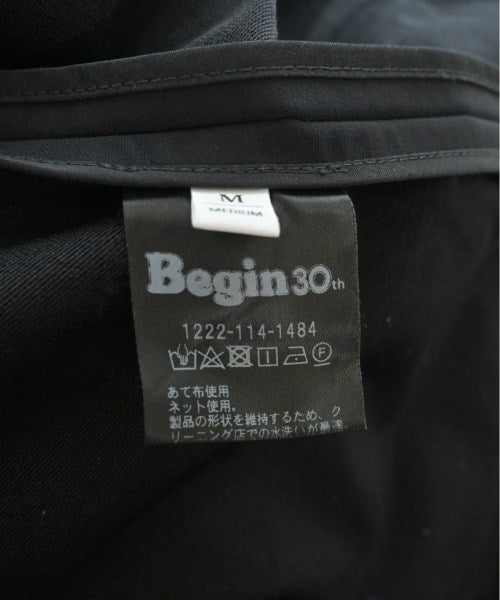 M
MEDIUM
Begin 30th
1222-114-1484
F
あて布使用
ネット使用。
製品の形状を維持するため、ク
リーニング店での水洗いが最適